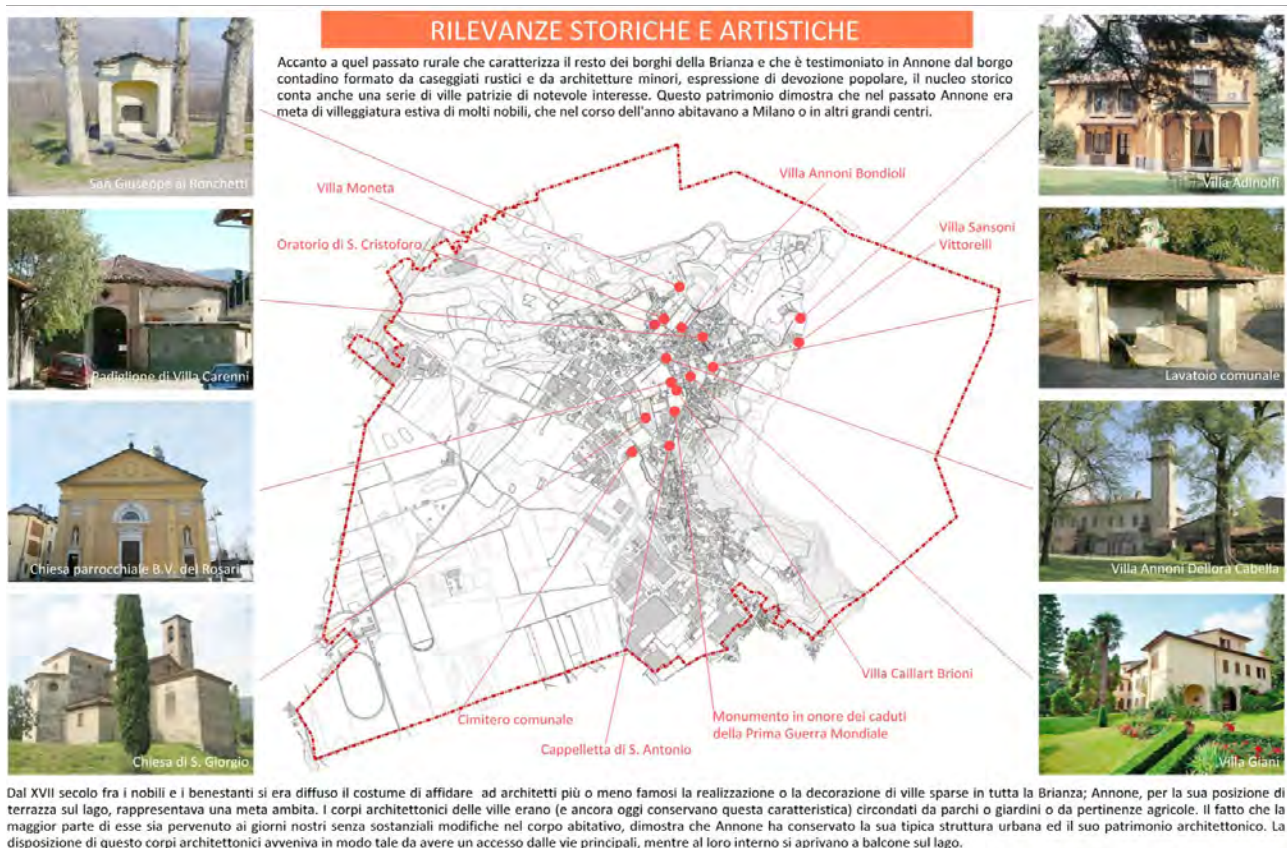 RILEVANZE STORICHE E ARTISTICHE
Accanto a quel passato rurale che caratterizza il resto dei borghi della Brianza e che è testimoniato in Annone dal borgo
contadino formato da caseggiati rustici e da architetture minori, espressione di devozione popolare, il nucleo storico
conta anche una serie di ville patrizie di notevole interesse. Questo patrimonio dimostra che nel passato Annone era
meta di villeggiatura estiva di molti nobili, che nel corso dell'anno abitavano a Milano o in altri grandi centri.
San Giuseppe ai Ronchetti
Villa Adinolfi
Villa Moneta
Villa Annoni Bondioli
Oratorio di S. Cristoforo
Villa Sansoni
Vittorelli
Padiglione di Villa Carenni
Lavatoio comunale
Chiesa parrocchiale B.V. del Rosario
Villa Annoni Dellora Cabella
Chiesa di S. Giorgio
Villa Giani
Villa Caillart Brioni
Cimitero comunale
Monumento in onore dei caduti
della Prima Guerra Mondiale
Cappelletta di S. Antonio
Dal XVII secolo fra i nobili e i benestanti si era diffuso il costume di affidare ad architetti più o meno famosi la realizzazione o la decorazione di ville sparse in tutta la Brianza; Annone, per la sua posizione di
terrazza sul lago, rappresentava una meta ambita. I corpi architettonici delle ville erano (e ancora oggi conservano questa caratteristica) circondati da parchi o giardini o da pertinenze agricole. Il fatto che la
maggior parte di esse sia pervenuto ai giorni nostri senza sostanziali modifiche nel corpo abitativo, dimostra che Annone ha conservato la sua tipica struttura urbana ed il suo patrimonio architettonico. La
disposizione di questo corpi architettonici avveniva in modo tale da avere un accesso dalle vie principali, mentre al loro interno si aprivano a balcone sul lago.